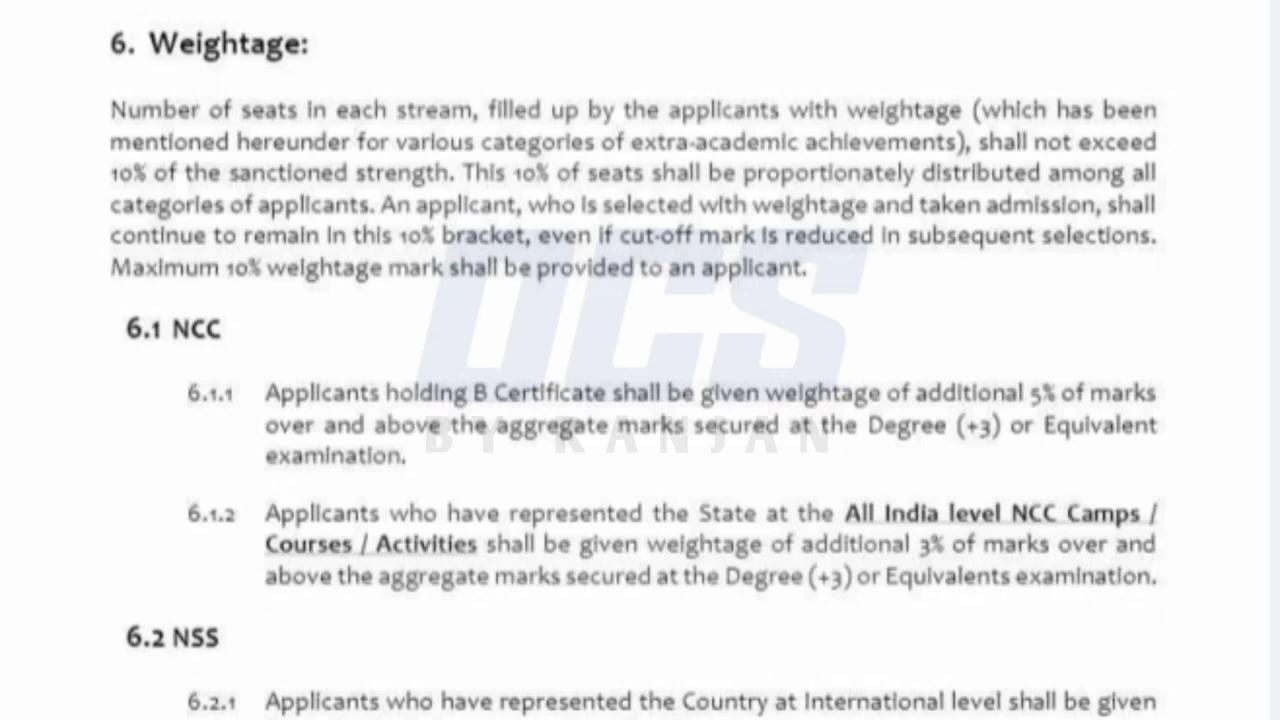 6. Weightage:
Number of seats in each stream, filled up by the applicants with weightage (which has been
mentioned hereunder for various categories of extra-academic achievements), shall not exceed
10% of the sanctioned strength. This 10% of seats shall be proportionately distributed among all
categories of applicants. An applicant, who is selected with weightage and taken admission, shall
continue to remain in this 10% bracket, even if cut-off mark is reduced in subsequent selections.
Maximum 10% weightage mark shall be provided to an applicant.
OCS
BY RANJAN
6.1 NCC
6.1.1 Applicants holding B Certificate shall be given weightage of additional 5% of marks
over and above the aggregate marks secured at the Degree (+3) or Equivalent
examination.
6.1.2 Applicants who have represented the State at the All India level NCC Camps /
Courses / Activities shall be given weightage of additional 3% of marks over and
above the aggregate marks secured at the Degree (+3) or Equivalents examination.
6.2 NSS
6.2.1 Applicants who have represented the Country at International level shall be given